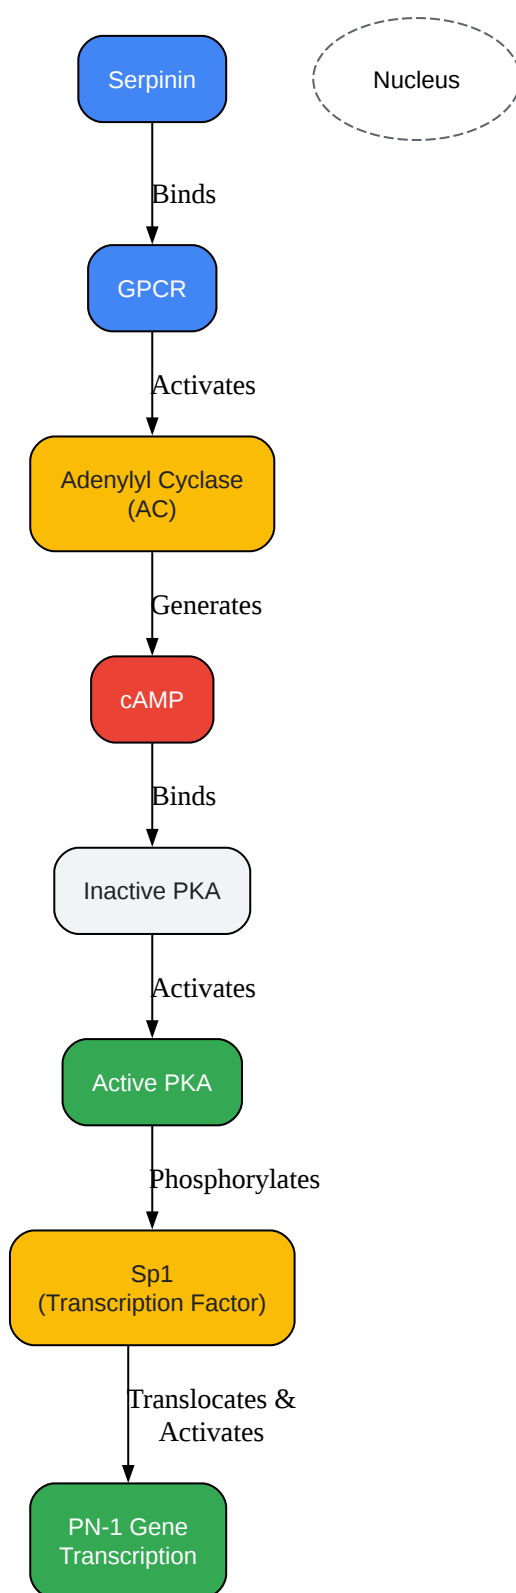 Serpinin
Nucleus
Binds
GPCR
Activates
Adenylyl Cyclase
(AC)
Generates
cAMP
Binds
Inactive PKA
Activates
Active PKA
Phosphorylates
Sp1
(Transcription Factor)
Translocates &
Activates
PN-1 Gene
Transcription